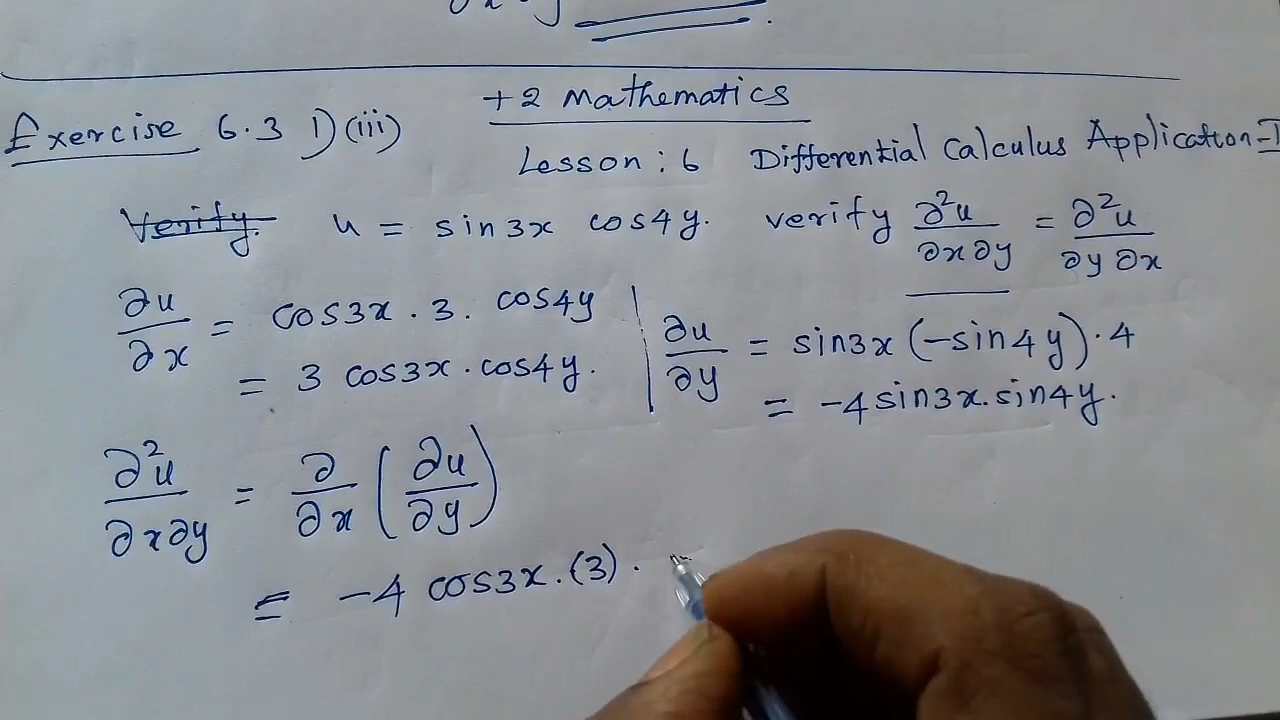 +2 Mathematics
Exercise 6.3 1)(iii)
Lesson : 6 Differential Calculus Application-I
Verify. u = sin3x cos4y. verify ∂²u/∂x∂y = ∂²u/∂y∂x
∂u/∂x = cos3x . 3 . cos4y
= 3 cos3x . cos4y.
∂u/∂y = sin3x (-sin4y) . 4
= -4 sin3x . sin4y.
∂²u/∂x∂y = ∂/∂x (∂u/∂y)
= -4 cos3x . (3) .